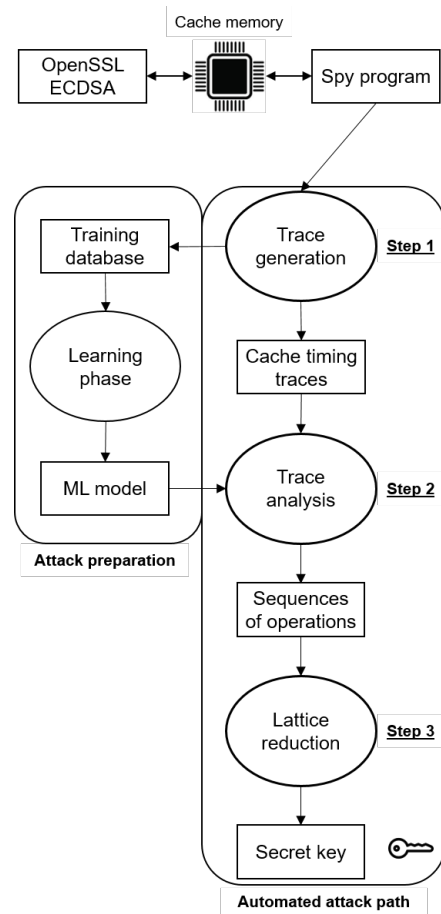 Cache memory
OpenSSL
ECDSA
Spy program
Training
database
Trace
generation
Step 1
Learning
phase
Cache timing
traces
ML model
Trace
analysis
Step 2
Attack preparation
Sequences
of operations
Lattice
reduction
Step 3
Secret key
Automated attack path